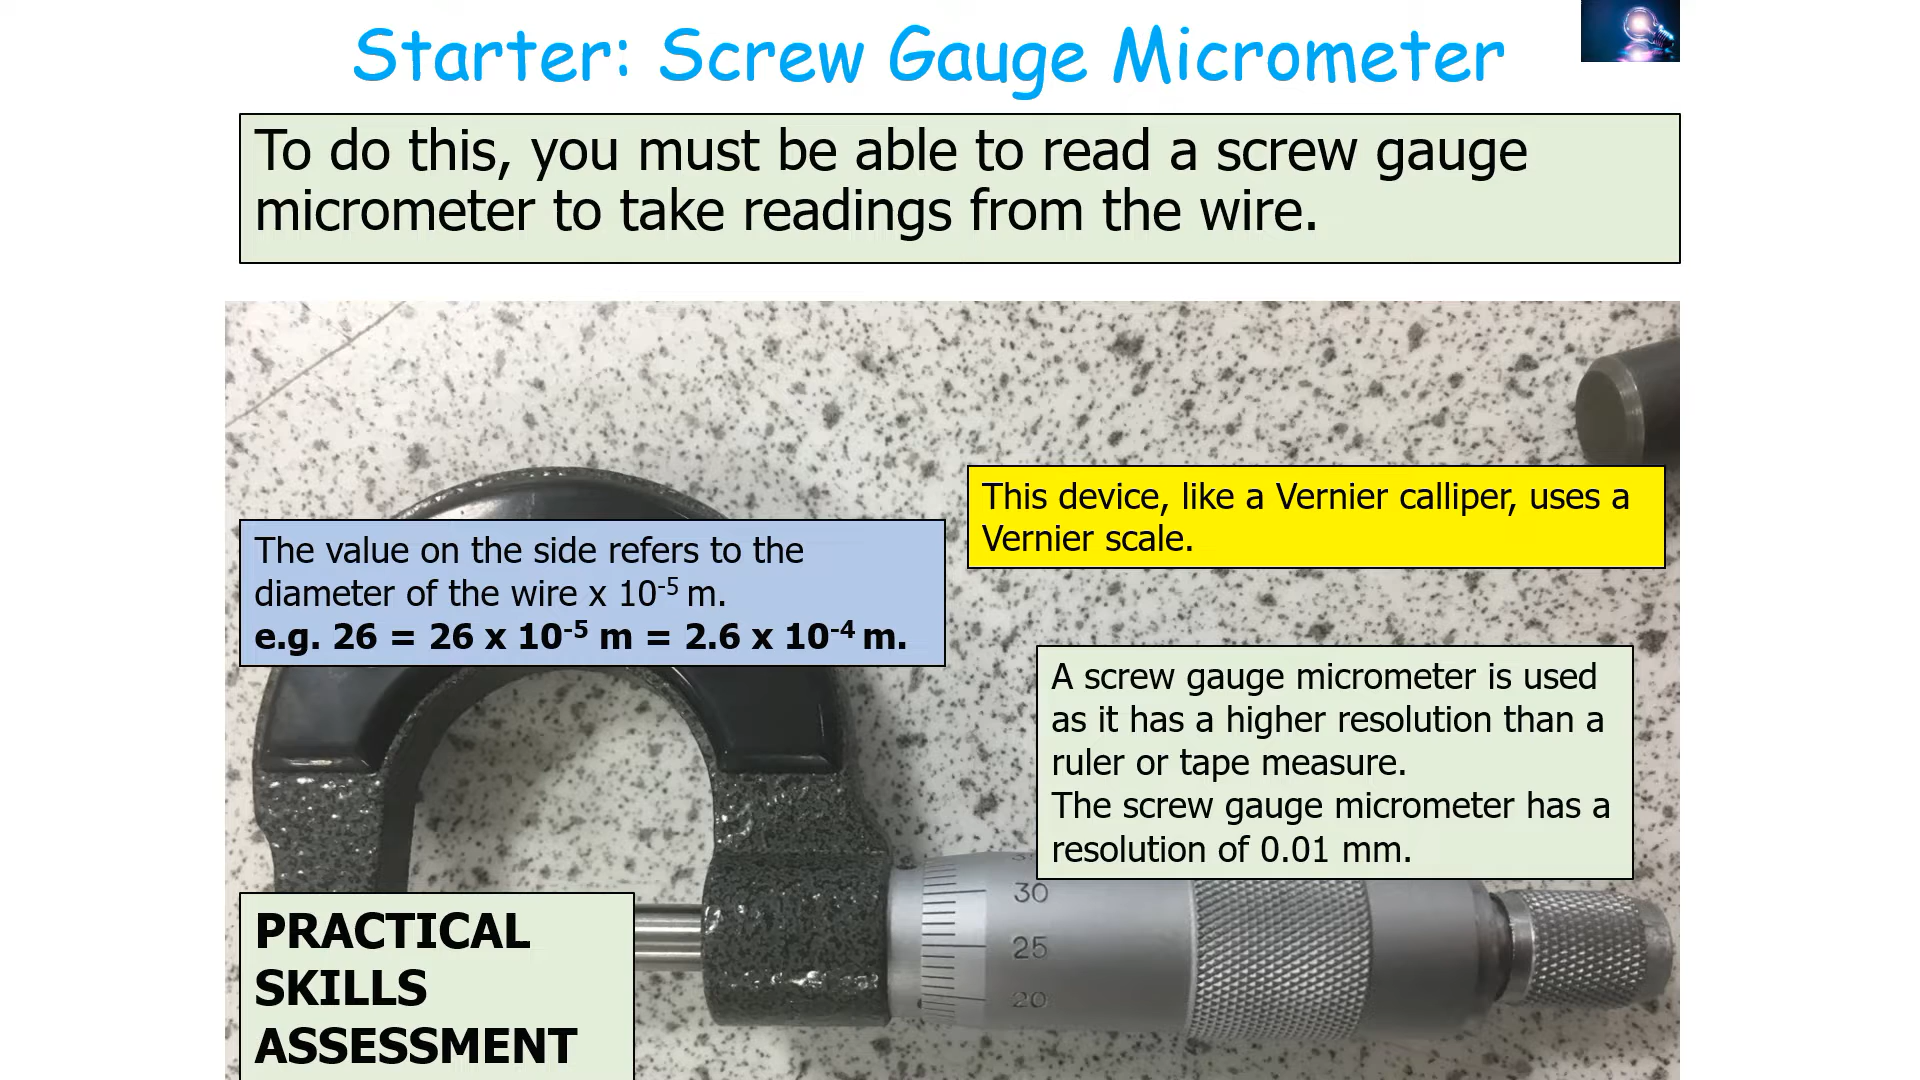 Starter: Screw Gauge Micrometer
To do this, you must be able to read a screw gauge
micrometer to take readings from the wire.
This device, like a Vernier calliper, uses a
Vernier scale.
The value on the side refers to the
diameter of the wire x 10⁻⁵ m.
e.g. 26 = 26 x 10⁻⁵ m = 2.6 x 10⁻⁴ m.
A screw gauge micrometer is used
as it has a higher resolution than a
ruler or tape measure.
The screw gauge micrometer has a
resolution of 0.01 mm.
30
25
20
PRACTICAL
SKILLS
ASSESSMENT